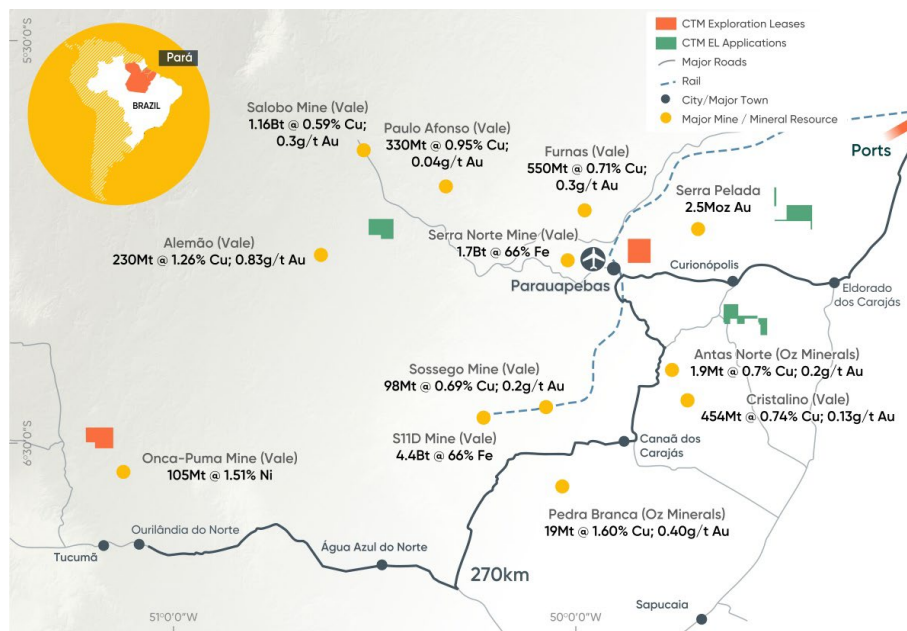 5°30'0"S
Pará
BRAZIL
CTM Exploration Leases
CTM EL Applications
Major Roads
Rail
City/Major Town
Major Mine / Mineral Resource
Ports
Salobo Mine (Vale)
1.16Bt @ 0.59% Cu;
0.3g/t Au
Paulo Afonso (Vale)
330Mt @ 0.95% Cu;
0.04g/t Au
Furnas (Vale)
550Mt @ 0.71% Cu;
0.3g/t Au
Serra Pelada
2.5Moz Au
Alemão (Vale)
230Mt @ 1.26% Cu; 0.83g/t Au
Serra Norte Mine (Vale)
1.7Bt @ 66% Fe
Parauapebas
Curionópolis
Eldorado
dos Carajás
Sossego Mine (Vale)
98Mt @ 0.69% Cu; 0.2g/t Au
Antas Norte (Oz Minerals)
1.9Mt @ 0.7% Cu; 0.2g/t Au
Cristalino (Vale)
454Mt @ 0.74% Cu; 0.13g/t Au
S11D Mine (Vale)
4.4Bt @ 66% Fe
Canaã dos
Carajás
6°30'0"S
Onca-Puma Mine (Vale)
105Mt @ 1.51% Ni
Pedra Branca (Oz Minerals)
19Mt @ 1.60% Cu; 0.40g/t Au
Ourilândia do Norte
Tucumã
Água Azul do Norte
270km
Sapucaia
51°0'0"W
50°0'0"W